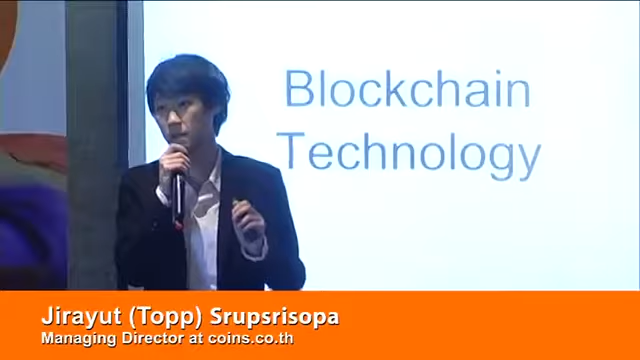 Blockchain
Technology
Jirayut (Topp) Srupsrisopa
Managing Director at coins.co.th